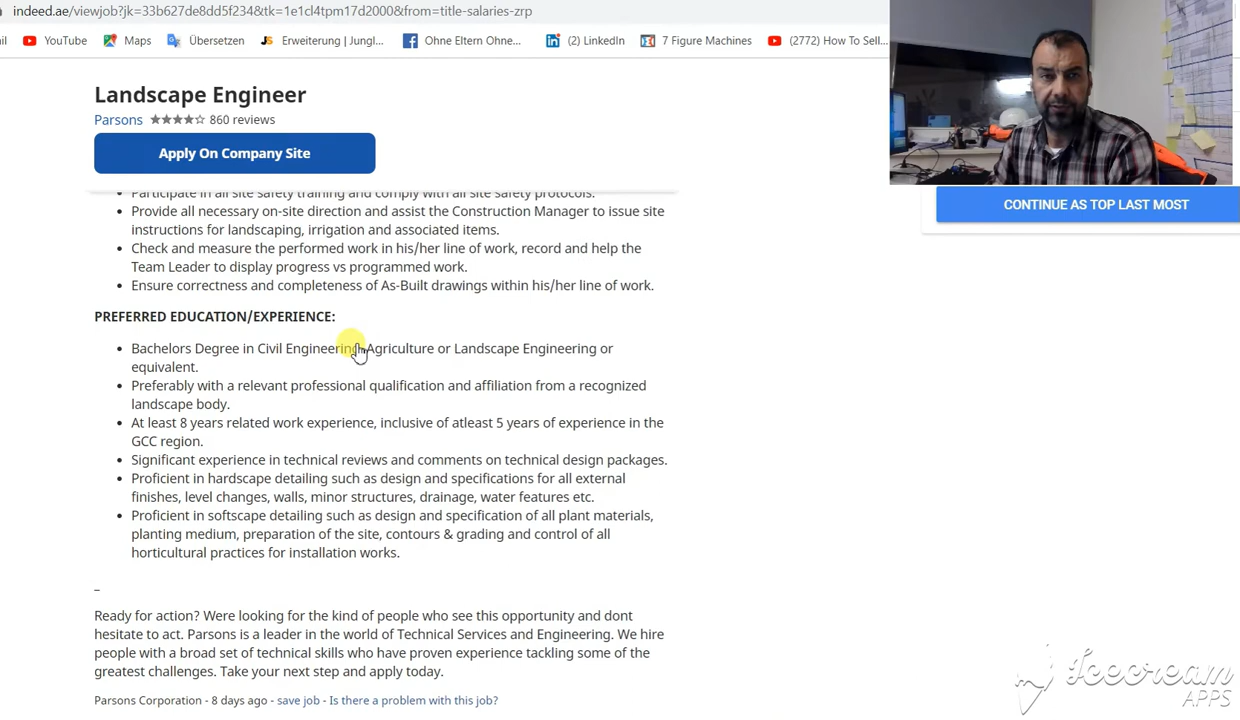 indeed.ae/viewjob?jk=33b627de8dd5f234&tk=1e1cl4tpm17d2000&from=title-salaries-zrp
il YouTube Maps Übersetzen Erweiterung | Jungl... Ohne Eltern Ohne... (2) LinkedIn 7 Figure Machines (2772) How To Sell...
Landscape Engineer
Parsons ★★★★☆ 860 reviews
Apply On Company Site
CONTINUE AS TOP LAST MOST
• Participate in all site safety training and comply with all site safety protocols.
• Provide all necessary on-site direction and assist the Construction Manager to issue site
instructions for landscaping, irrigation and associated items.
• Check and measure the performed work in his/her line of work, record and help the
Team Leader to display progress vs programmed work.
• Ensure correctness and completeness of As-Built drawings within his/her line of work.
PREFERRED EDUCATION/EXPERIENCE:
• Bachelors Degree in Civil Engineering, Agriculture or Landscape Engineering or
equivalent.
• Preferably with a relevant professional qualification and affiliation from a recognized
landscape body.
• At least 8 years related work experience, inclusive of atleast 5 years of experience in the
GCC region.
• Significant experience in technical reviews and comments on technical design packages.
• Proficient in hardscape detailing such as design and specifications for all external
finishes, level changes, walls, minor structures, drainage, water features etc.
• Proficient in softscape detailing such as design and specification of all plant materials,
planting medium, preparation of the site, contours & grading and control of all
horticultural practices for installation works.
_
Ready for action? Were looking for the kind of people who see this opportunity and dont
hesitate to act. Parsons is a leader in the world of Technical Services and Engineering. We hire
people with a broad set of technical skills who have proven experience tackling some of the
greatest challenges. Take your next step and apply today.
Parsons Corporation - 8 days ago - save job - Is there a problem with this job?
Icecream
APPS